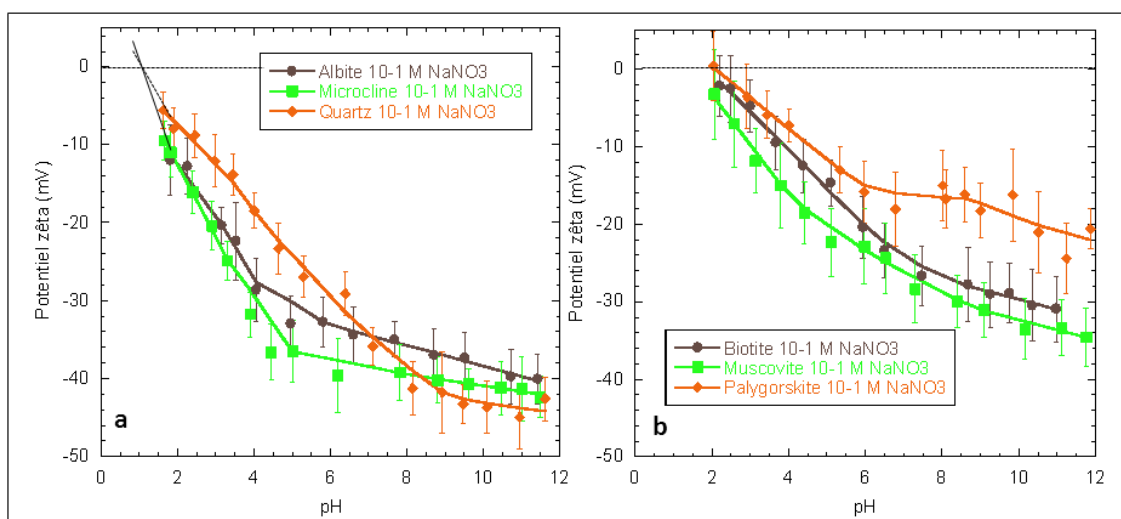 0
-10
-20
-30
-40
-50
Potentiel zêta (mV)
Albite 10-1 M NaNO3
Microcline 10-1 M NaNO3
Quartz 10-1 M NaNO3
a
0 2 4 6 8 10 12
pH
0
-10
-20
-30
-40
-50
Potentiel zêta (mV)
Biotite 10-1 M NaNO3
Muscovite 10-1 M NaNO3
Palygorskite 10-1 M NaNO3
b
0 2 4 6 8 10 12
pH